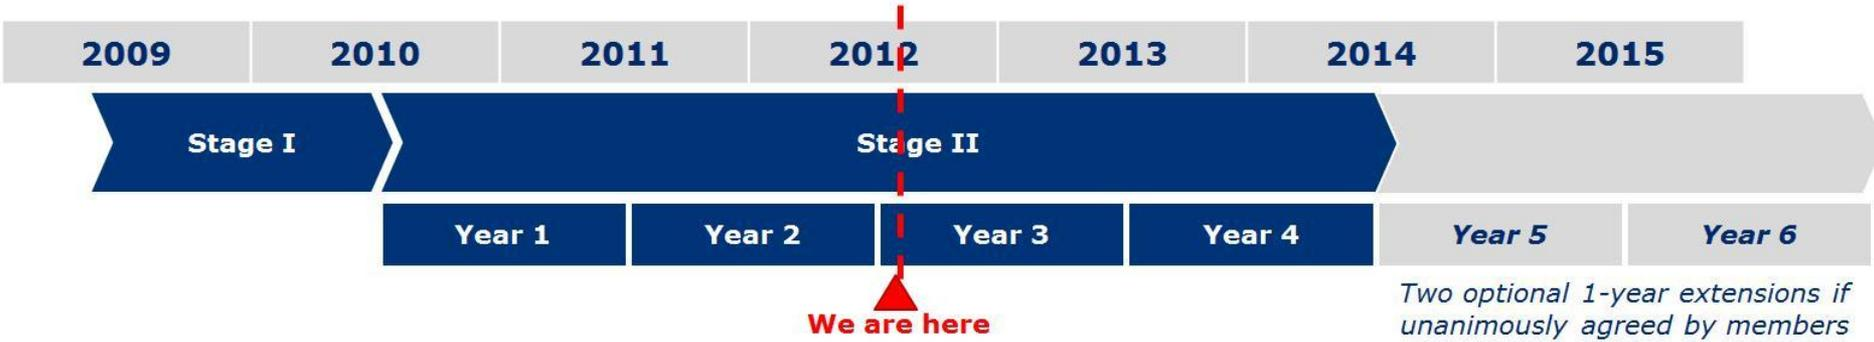 2009 2010 2011 2012 2013 2014 2015
Stage I Stage II
Year 1 Year 2 Year 3 Year 4 Year 5 Year 6
We are here
Two optional 1-year extensions if
unanimously agreed by members